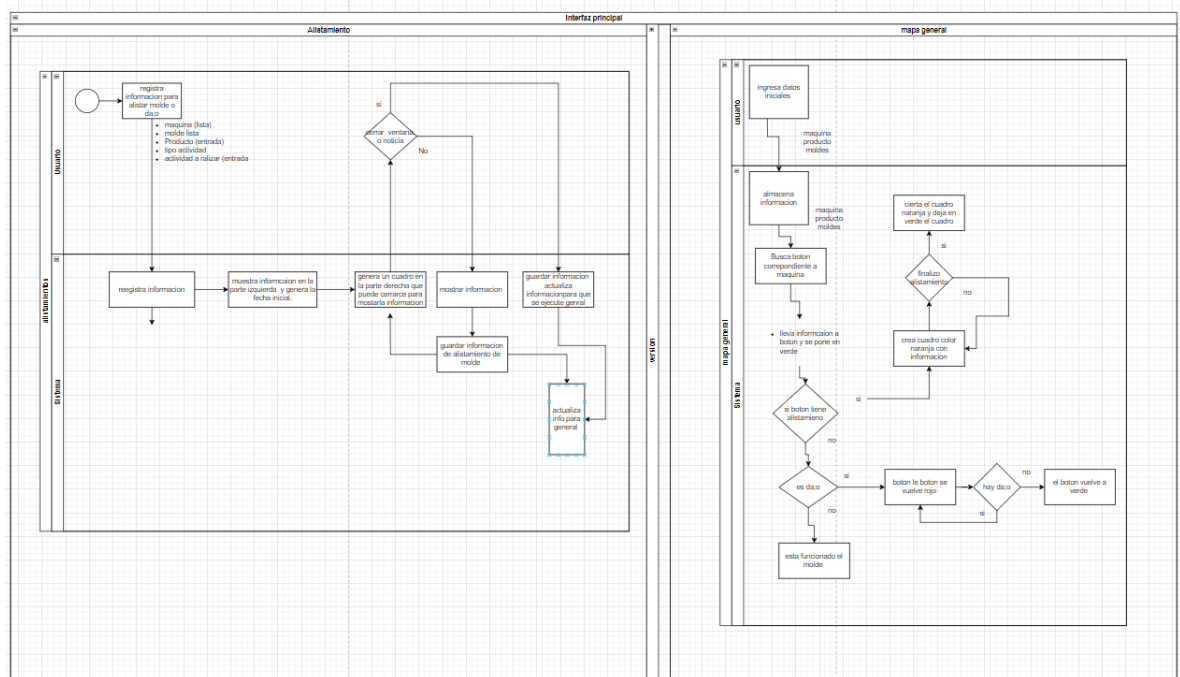 Interfaz principal
Alistamiento
version
mapa general
alistamientos
Usuario
registra
informacion para
alistar molde o
da;o
maquina (lista)
molde lista
Producto (entrada)
tipo actividad
actividad a ralizar (entrada
si
cerrar ventana
o noticia
No
Sistema
reegistra informacion
muestra informcaion en la
parte izquierda y genera la
fecha inicial.
genera un cuadro en
la parte derecha que
puede cerrarce para
mostarla informacion
mostrar informacion
guardar informacion
actualiza
informacionpara que
se ejecute genral
guardar informacion
de alistamiento de
molde
actualiza
info para
general
mapa general
usuario
ingresa datos
iniciales
maquina
producto
moldes
Sistema
almacena
informacion
maquina
producto
moldes
Busca boton
correpondiente a
maquina
lleva informcaion a
boton y se pone en
verde
si boton tiene
alistamieno
si
no
cierta el cuadro
naranja y deja en
verde el cuadro
si
finalizo
alistamiento
no
crea cuadro color
naranja con
informacion
es da;o
si
no
boton le boton se
vuelve rojo
hay da;o
no
si
el boton vuelve a
verde
esta funcionado el
molde